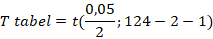 T tabel = t(0,05/2; 124 − 2 − 1)